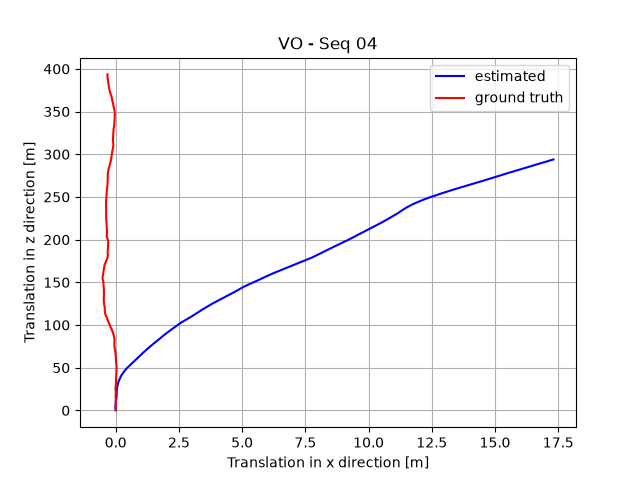 VO - Seq 04
estimated
ground truth
400
350
300
250
200
150
100
50
0
Translation in z direction [m]
0.0 2.5 5.0 7.5 10.0 12.5 15.0 17.5
Translation in x direction [m]